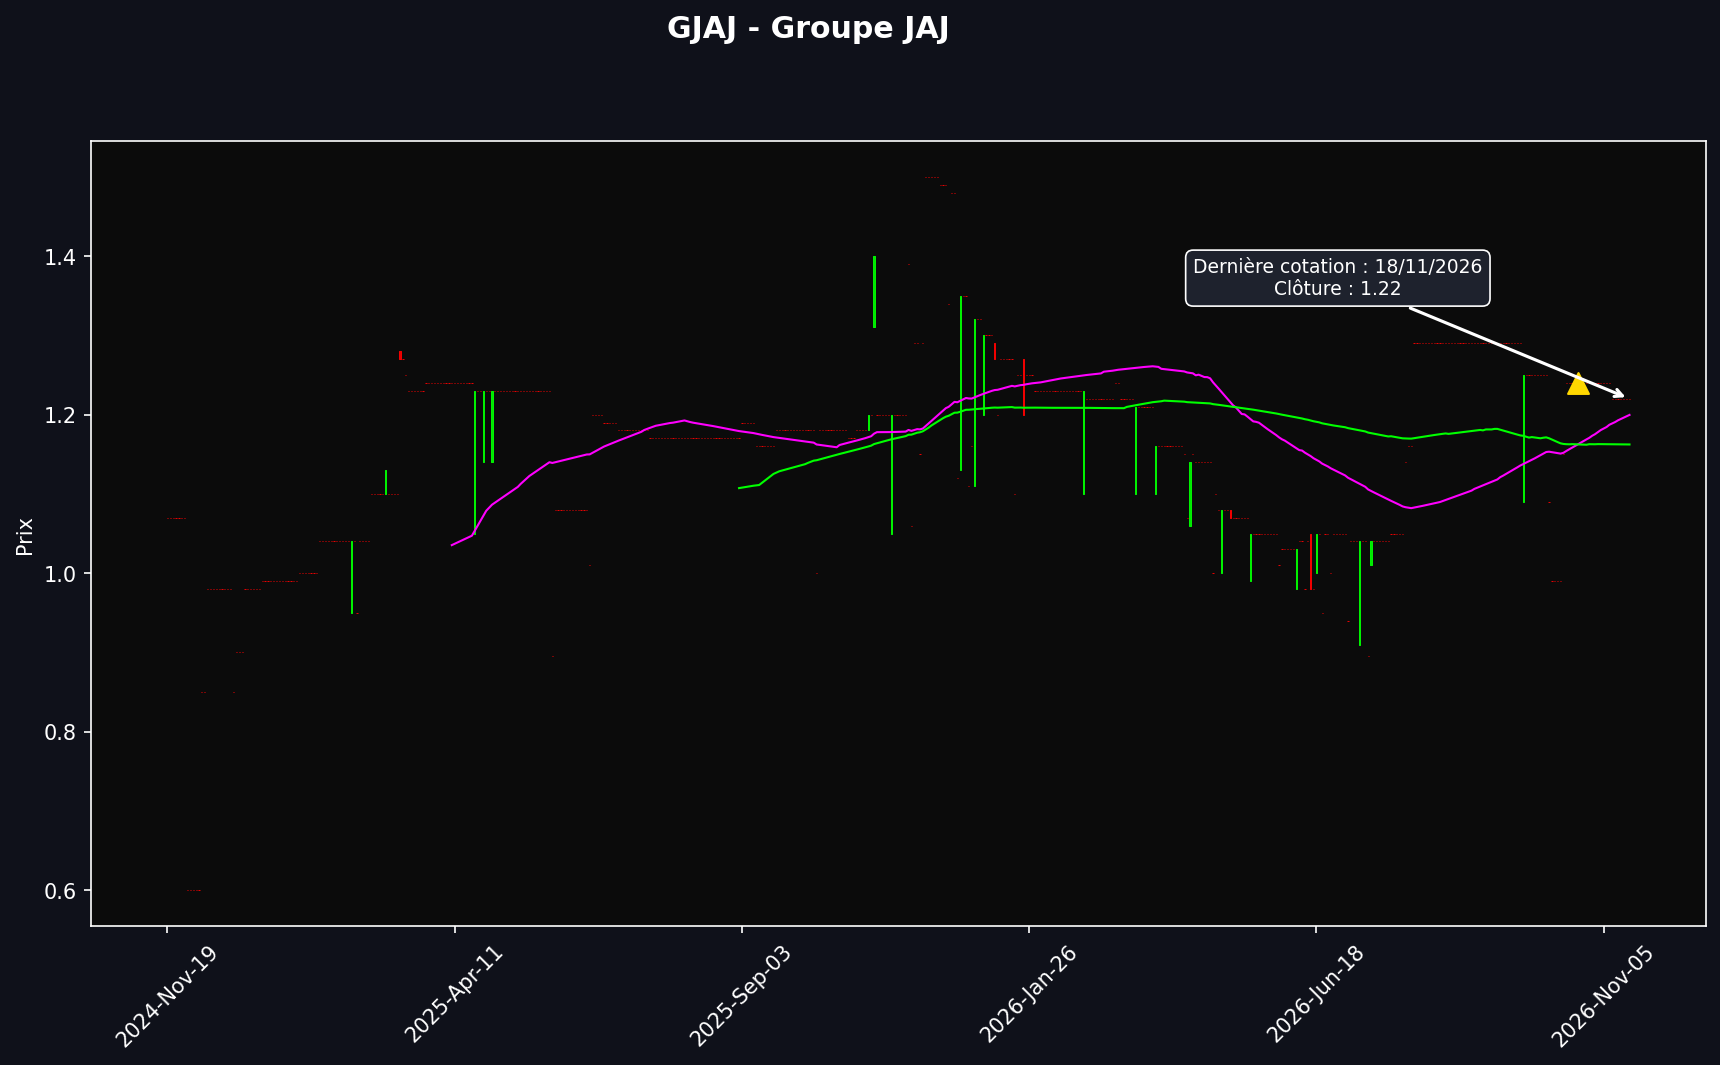 GJAJ - Groupe JAJ
Dernière cotation : 18/11/2026
Clôture : 1.22
Prix
1.4
1.2
1.0
0.8
0.6
2024-Nov-19
2025-Apr-11
2025-Sep-03
2026-Jan-26
2026-Jun-18
2026-Nov-05